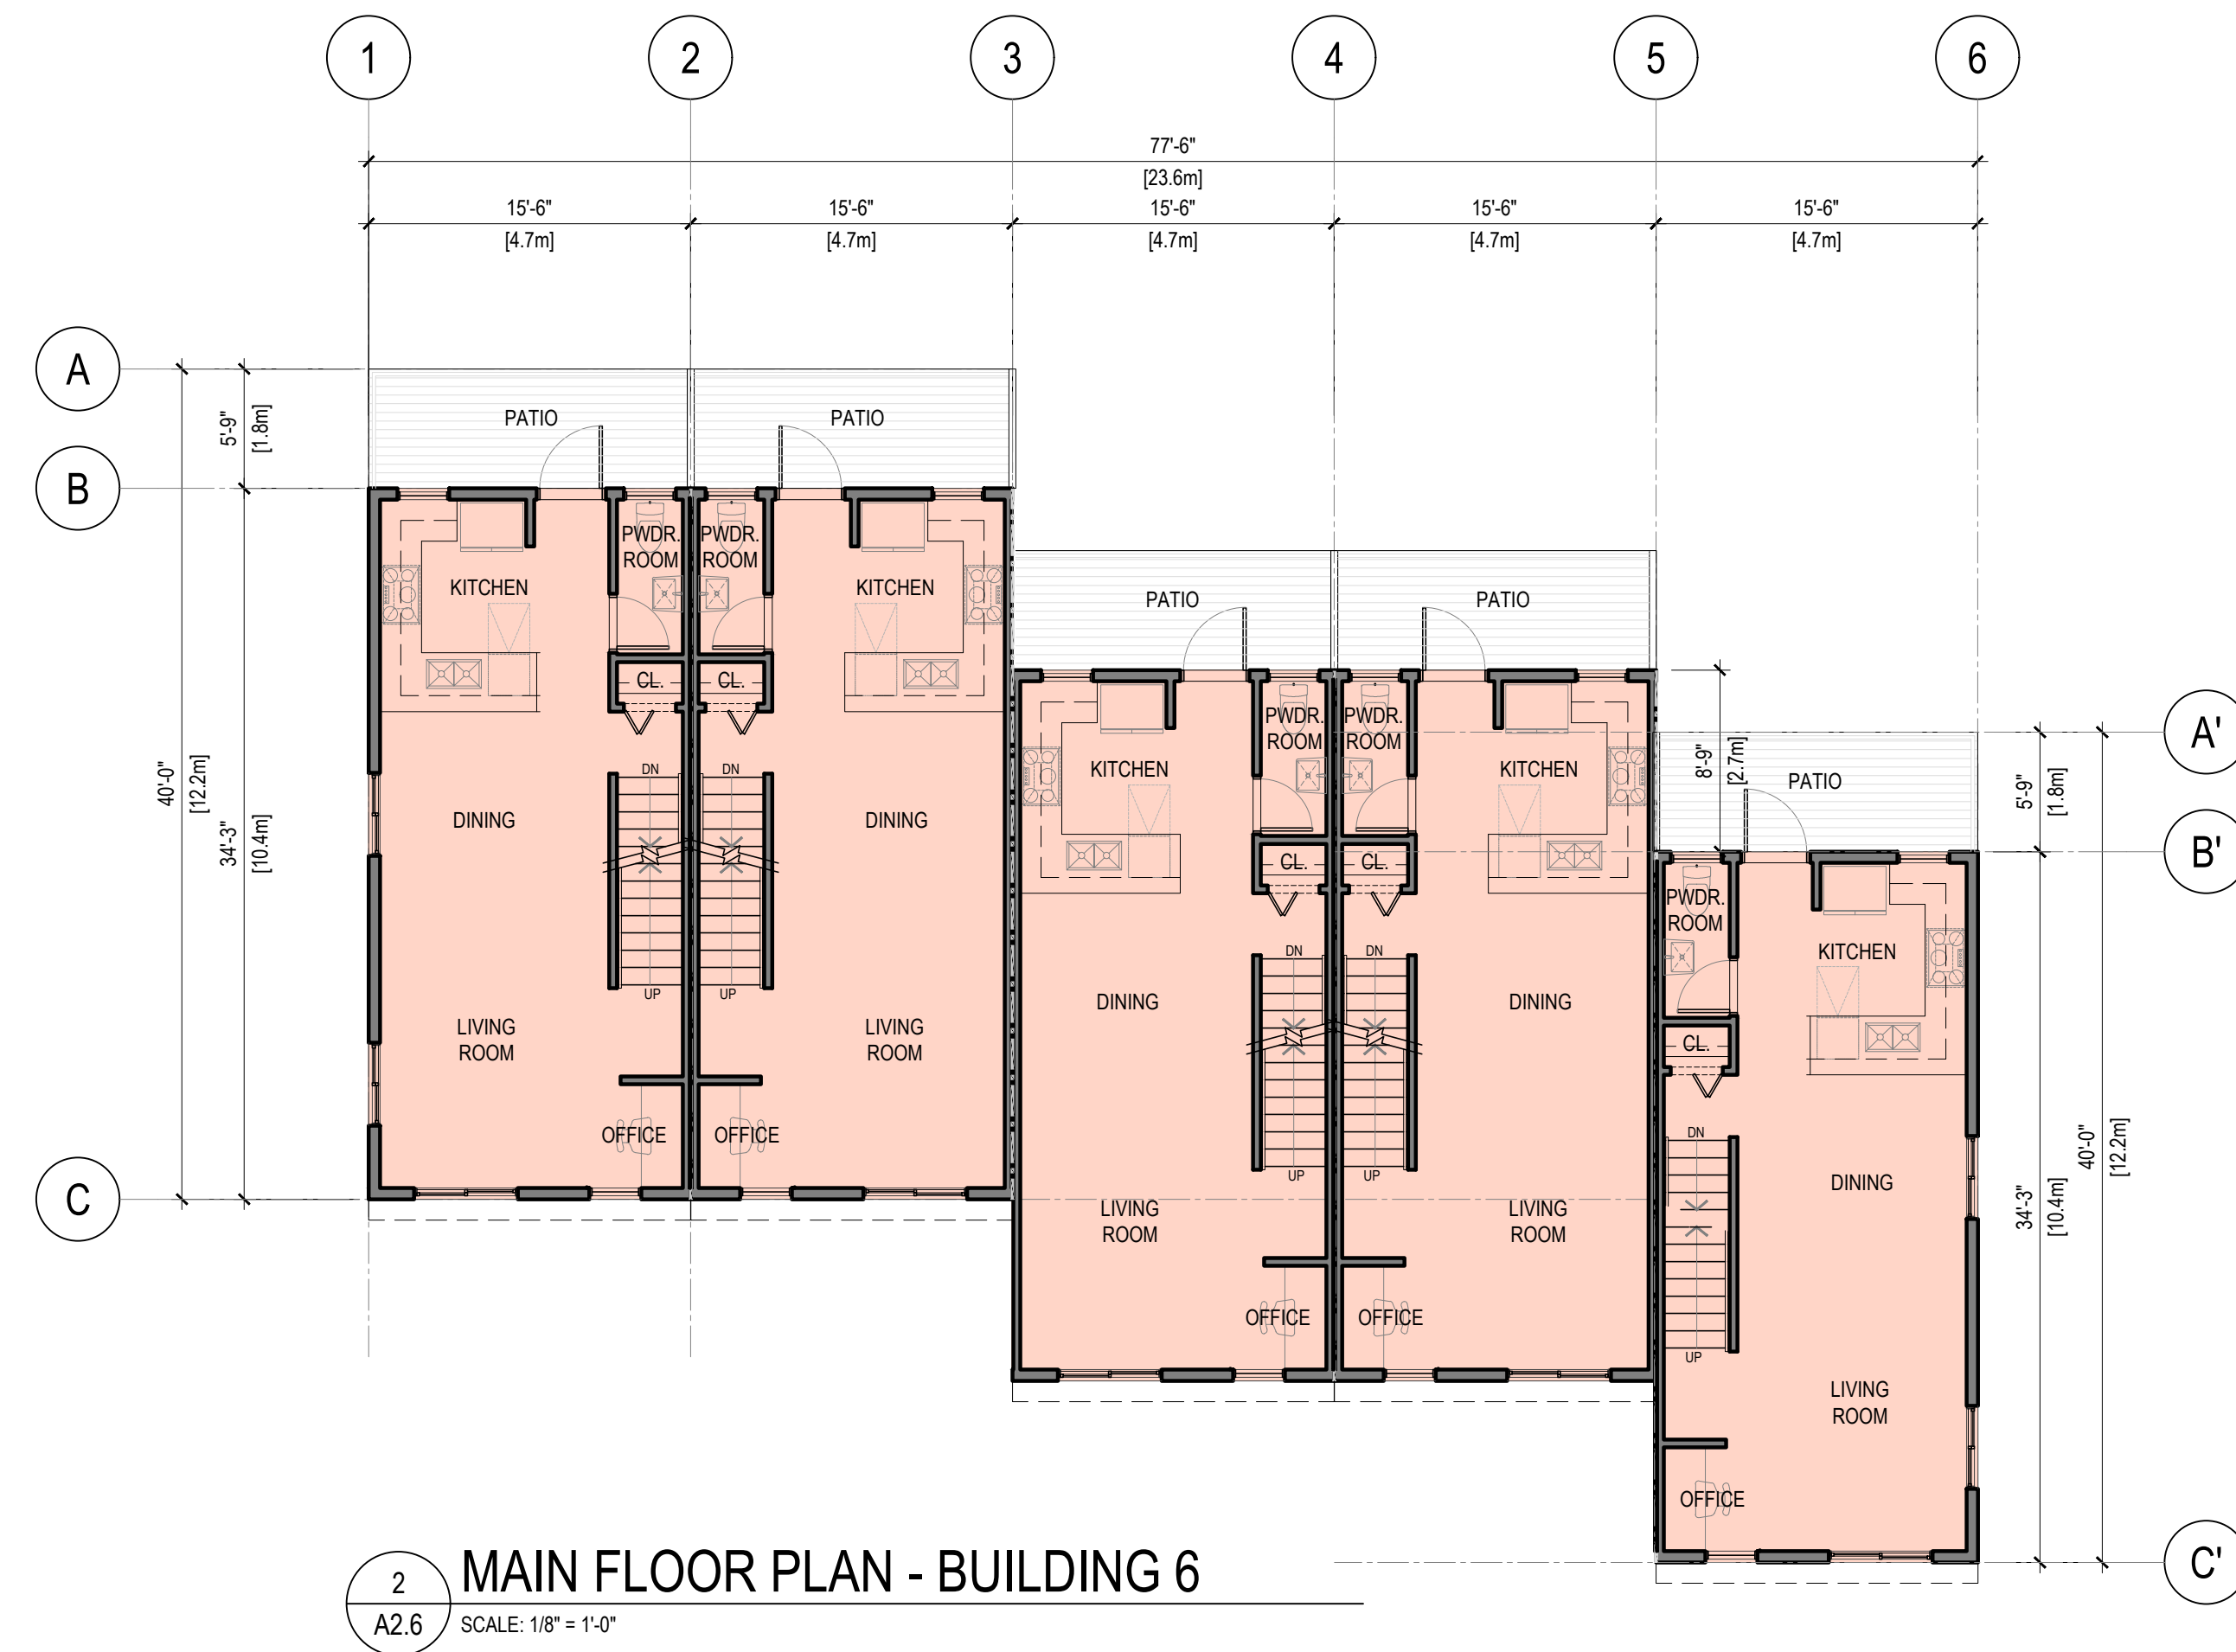 1 2 3 4 5 6
77'-6"
[23.6m]
15'-6" 15'-6" 15'-6" 15'-6" 15'-6"
[4.7m] [4.7m] [4.7m] [4.7m] [4.7m]
A
5'-9"
[1.8m]
B
40'-0"
[12.2m]
34'-3"
[10.4m]
C
PATIO
PWDR.
ROOM
KITCHEN
CL.
DN
DINING
UP
LIVING
ROOM
OFFICE
PATIO
PWDR.
ROOM
KITCHEN
CL.
DN
DINING
UP
LIVING
ROOM
OFFICE
PATIO
PWDR.
ROOM
KITCHEN
CL.
DN
DINING
UP
LIVING
ROOM
OFFICE
PATIO
PWDR.
ROOM
KITCHEN
CL.
DN
DINING
UP
LIVING
ROOM
OFFICE
8'-9"
[2.7m]
PATIO
PWDR.
ROOM
KITCHEN
CL.
DN
DINING
UP
LIVING
ROOM
OFFICE
A'
5'-9"
[1.8m]
B'
40'-0"
[12.2m]
34'-3"
[10.4m]
C'
2
A2.6
MAIN FLOOR PLAN - BUILDING 6
SCALE: 1/8" = 1'-0"